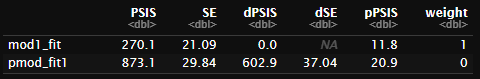 PSIS SE dPSIS dSE pPSIS weight
<dbl> <dbl> <dbl> <dbl> <dbl> <dbl>
mod1_fit 270.1 21.09 0.0 NA 11.8 1
pmod_fit1 873.1 29.84 602.9 37.04 20.9 0